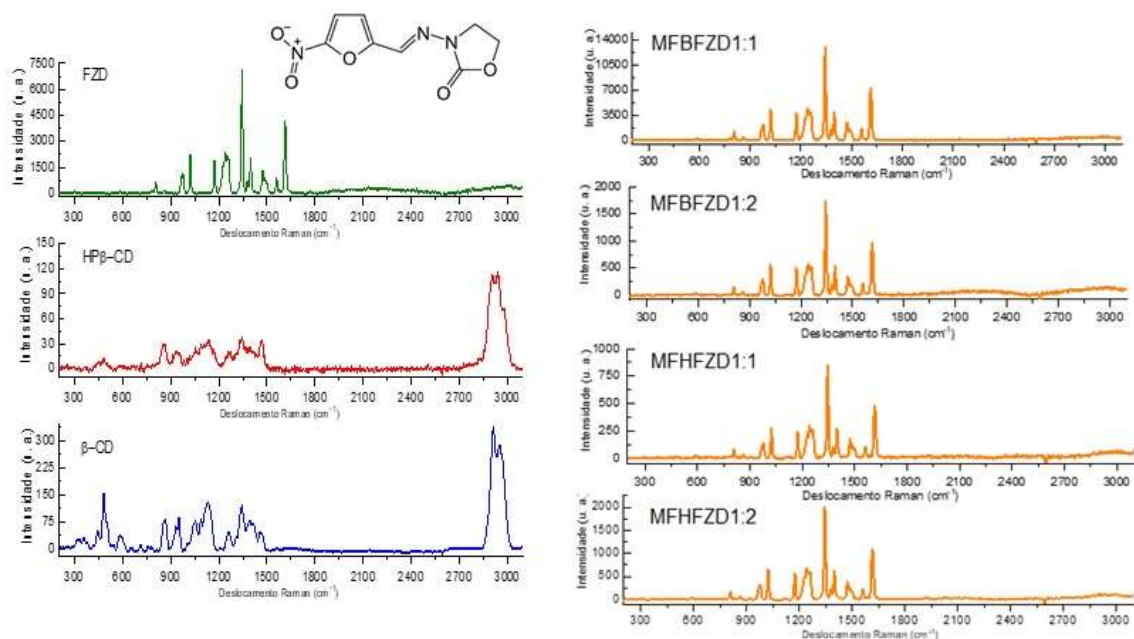 O⁻
N⁺
O
O
N
N
O
O
FZD
7500
6000
4500
3000
1500
0
Intensidade (u. a.)
300 600 900 1200 1500 1800 2100 2400 2700 3000
Deslocamento Raman (cm⁻¹)
HPβ-CD
150
120
90
60
30
0
Intensidade (u. a.)
300 600 900 1200 1500 1800 2100 2400 2700 3000
Deslocamento Raman (cm⁻¹)
β-CD
300
225
150
75
0
Intensidade (u. a.)
300 600 900 1200 1500 1800 2100 2400 2700 3000
Deslocamento Raman (cm⁻¹)
MFBFZD1:1
14000
10500
7000
3500
0
Intensidade (u. a.)
300 600 900 1200 1500 1800 2100 2400 2700 3000
Deslocamento Raman (cm⁻¹)
MFBFZD1:2
2000
1500
1000
500
0
Intensidade (u. a.)
300 600 900 1200 1500 1800 2100 2400 2700 3000
Deslocamento Raman (cm⁻¹)
MFHFZD1:1
1000
750
500
250
0
Intensidade (u. a.)
300 600 900 1200 1500 1800 2100 2400 2700 3000
Deslocamento Raman (cm⁻¹)
MFHFZD1:2
2000
1500
1000
500
0
Intensidade (u. a.)
300 600 900 1200 1500 1800 2100 2400 2700 3000
Deslocamento Raman (cm⁻¹)